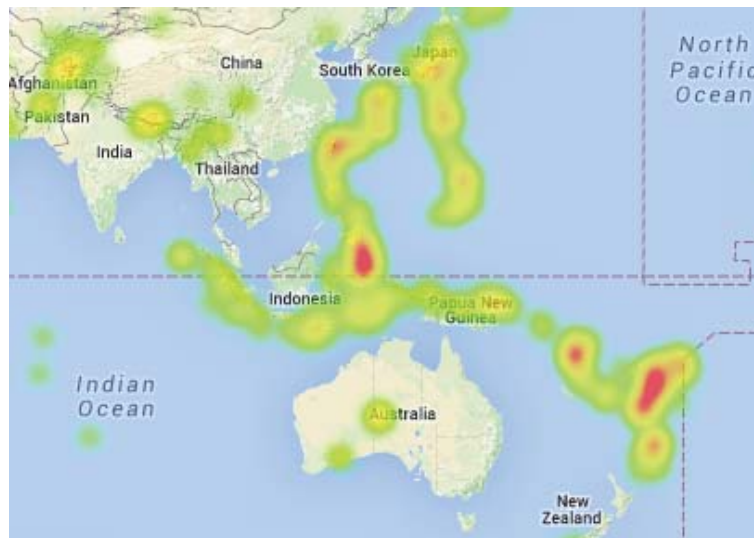 Japan
North
Pacific
Ocean
China
South Korea
Afghanistan
Pakistan
India
Thailand
Indonesia
Papua New
Guinea
Indian
Ocean
Australia
New
Zealand